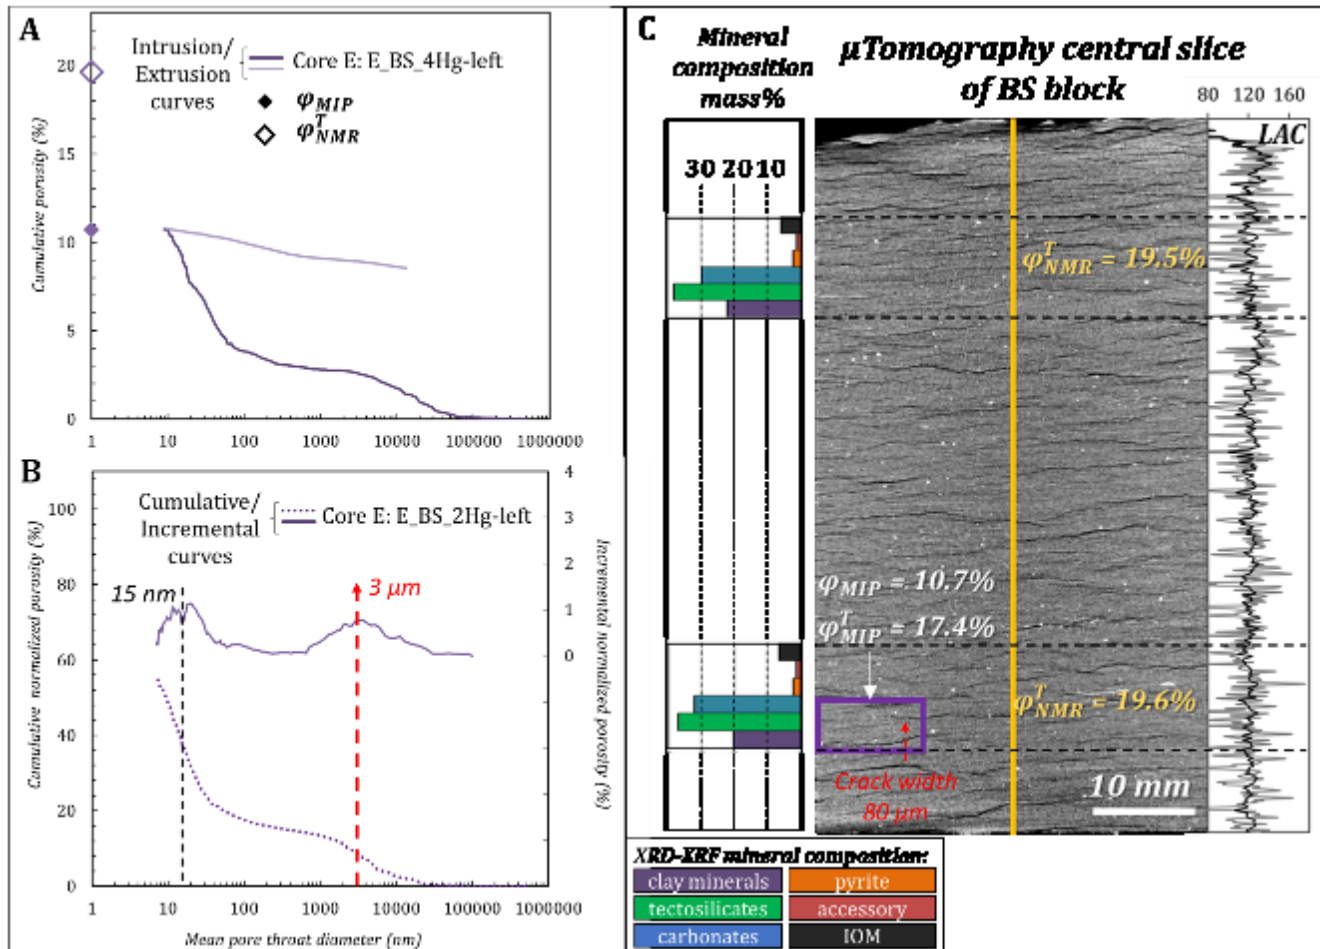 A
Intrusion/
Extrusion
curves
Core E: E_BS_4Hg-left
φMIP
φᵀNMR
Cumulative porosity (%)
20
15
10
5
0
1 10 100 1000 10000 100000 1000000
B
Cumulative/
Incremental
curves
Core E: E_BS_2Hg-left
15 nm
3 µm
Cumulative normalized porosity (%)
100
80
60
40
20
0
4
3
2
1
0
Incremental normalized porosity (%)
1 10 100 1000 10000 100000 1000000
Mean pore throat diameter (nm)
C
Mineral
composition
mass%
µTomography central slice
of BS block
80 120 160
LAC
30 20 10
φᵀNMR = 19.5%
φMIP = 10.7%
φᵀMIP = 17.4%
φᵀNMR = 19.6%
Crack width
80 µm
10 mm
XRD-XRF mineral composition:
clay minerals pyrite
tectosilicates accessory
carbonates IOM